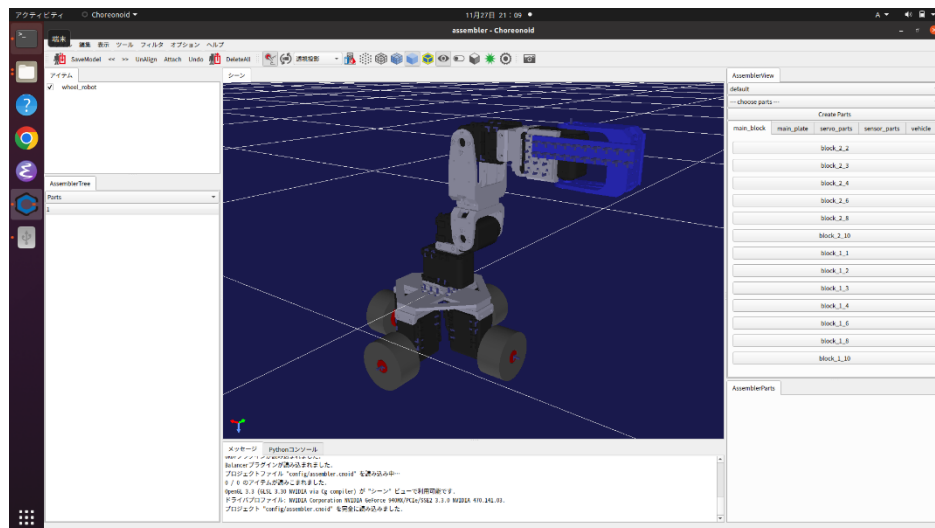 アクティビティ
Choreonoid ▼
11月27日 21：09
A ▼
assembler - Choreonoid
端末
編集 表示 ツール フィルタ オプション ヘルプ
SaveModel << >> UnAlign Attach Undo DeleteAll 透視投影
アイテム
wheel_robot
AssemblerTree
Parts
1
シーン
メッセージ Pythonコンソール
Balancerプラグインが読み込まれました。
プロジェクトファイル "config/assembler.cnoid" を読み込み中…
0 / 0 のアイテムが読みこまれました。
OpenGL 3.3 (GLSL 3.30 NVIDIA via Cg compiler) が "シーン" ビューで利用可能です。
ドライバプロファイル: NVIDIA Corporation NVIDIA GeForce 940MX/PCIe/SSE2 3.3.0 NVIDIA 470.141.03.
プロジェクト "config/assembler.cnoid" を完全に読み込みました。
AssemblerView
default
-- choose parts --
Create Parts
main_block main_plate servo_parts sensor_parts vehicle
block_2_2
block_2_3
block_2_4
block_2_6
block_2_8
block_2_10
block_1_1
block_1_2
block_1_3
block_1_4
block_1_6
block_1_8
block_1_10
AssemblerParts